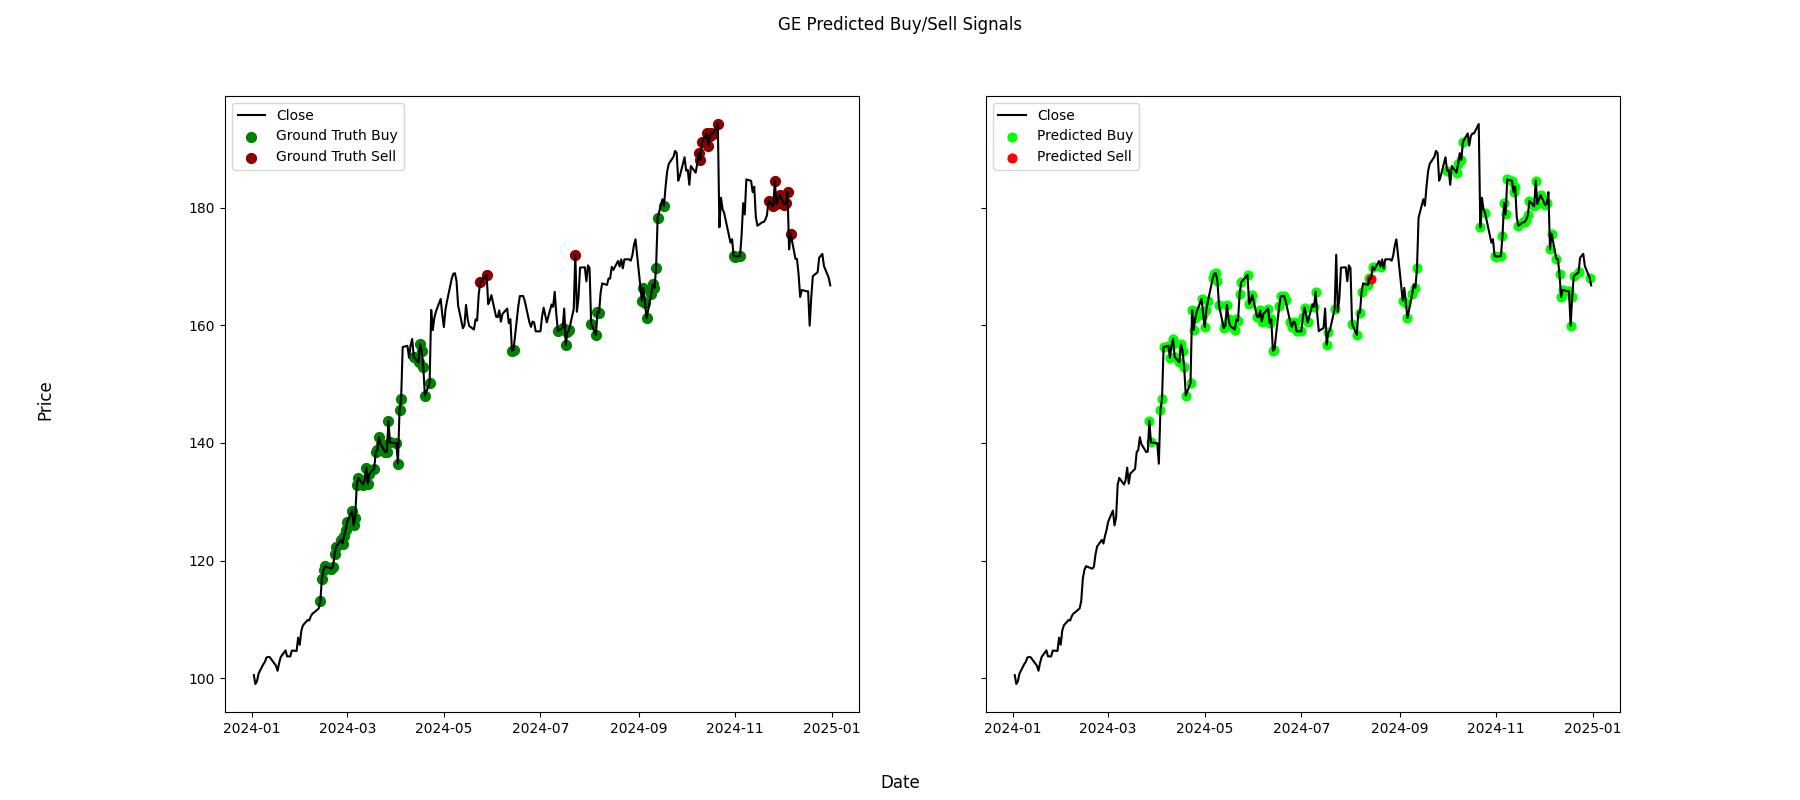 GE Predicted Buy/Sell Signals
Close
Ground Truth Buy
Ground Truth Sell
Close
Predicted Buy
Predicted Sell
Price
180
160
140
120
100
2024-01 2024-03 2024-05 2024-07 2024-09 2024-11 2025-01
2024-01 2024-03 2024-05 2024-07 2024-09 2024-11 2025-01
Date